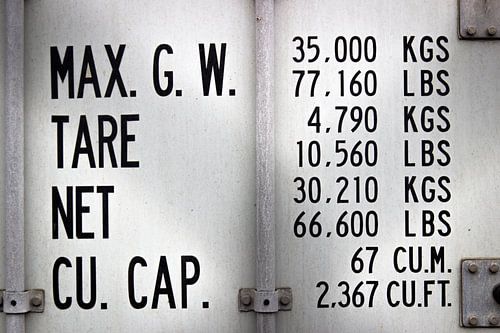 MAX. G. W. 35,000 KGS
77,160 LBS
TARE 4,790 KGS
10,560 LBS
NET 30,210 KGS
66,600 LBS
CU. CAP. 67 CU.M.
2,367 CU.FT.